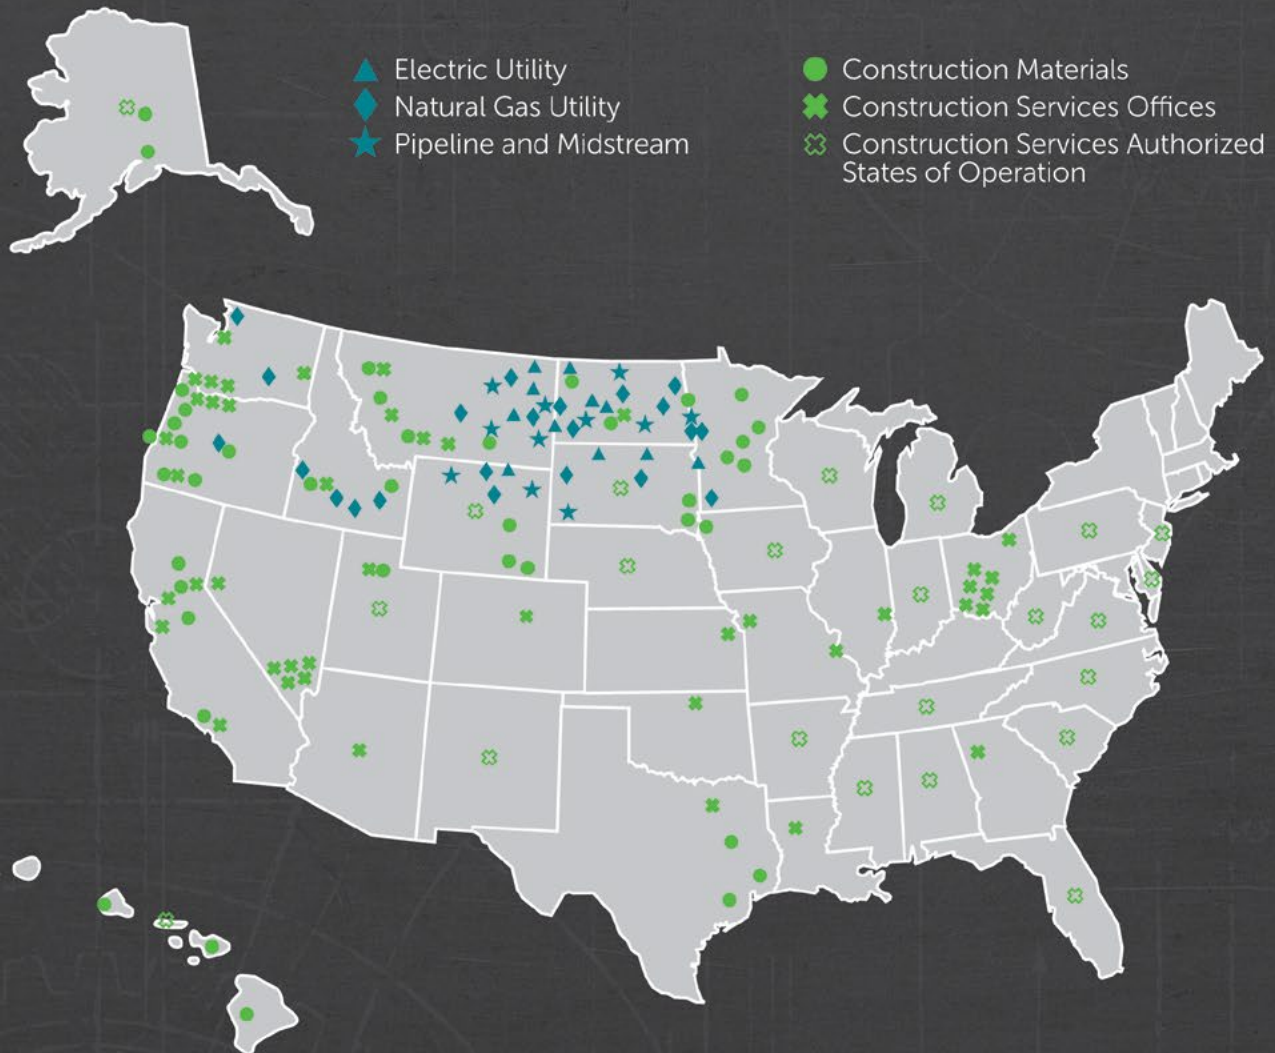 Electric Utility
Natural Gas Utility
Pipeline and Midstream
Construction Materials
Construction Services Offices
Construction Services Authorized
States of Operation